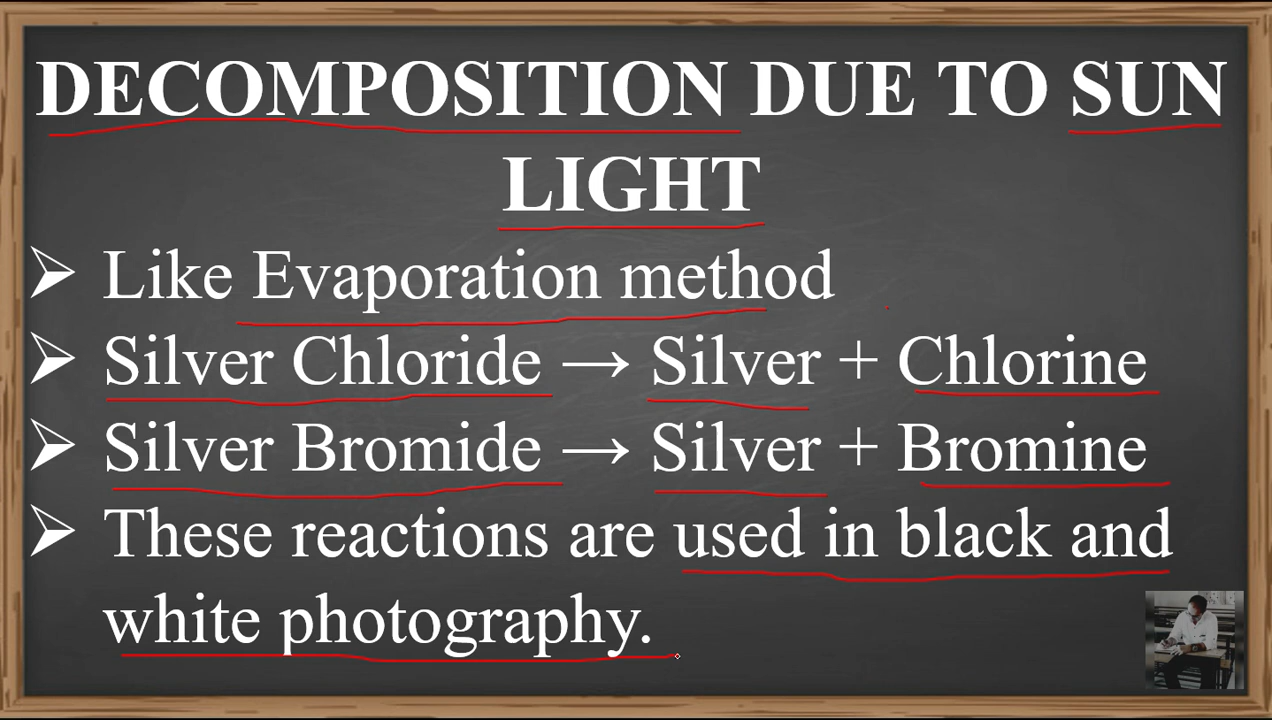 DECOMPOSITION DUE TO SUN
LIGHT
➢ Like Evaporation method
➢ Silver Chloride → Silver + Chlorine
➢ Silver Bromide → Silver + Bromine
➢ These reactions are used in black and
white photography.